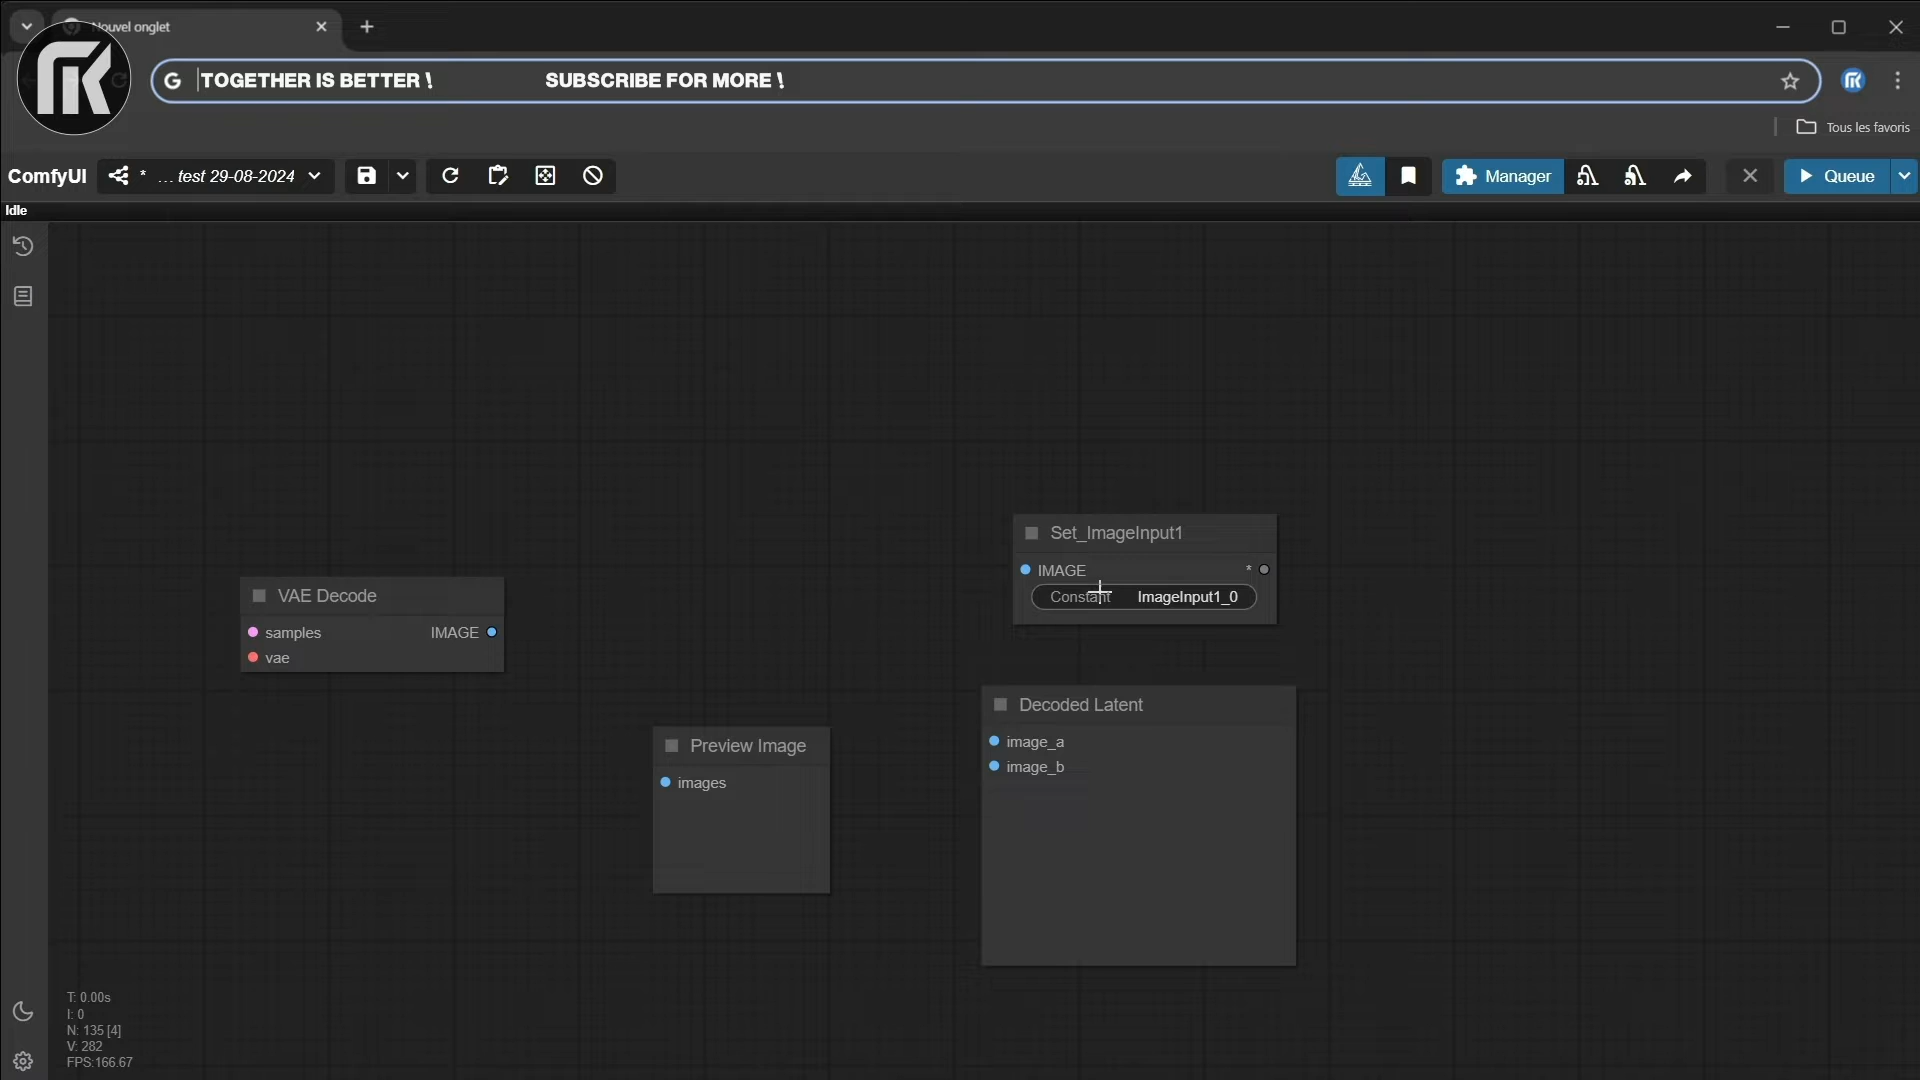 Nouvel onglet
TOGETHER IS BETTER ! SUBSCRIBE FOR MORE !
Tous les favoris
ComfyUI * ... test 29-08-2024 Manager Queue
Idle
Set_ImageInput1
IMAGE *
Constant ImageInput1_0
VAE Decode
samples IMAGE
vae
Decoded Latent
image_a
image_b
Preview Image
images
T: 0.00s
I: 0
N: 135 [4]
V: 282
FPS:166.67